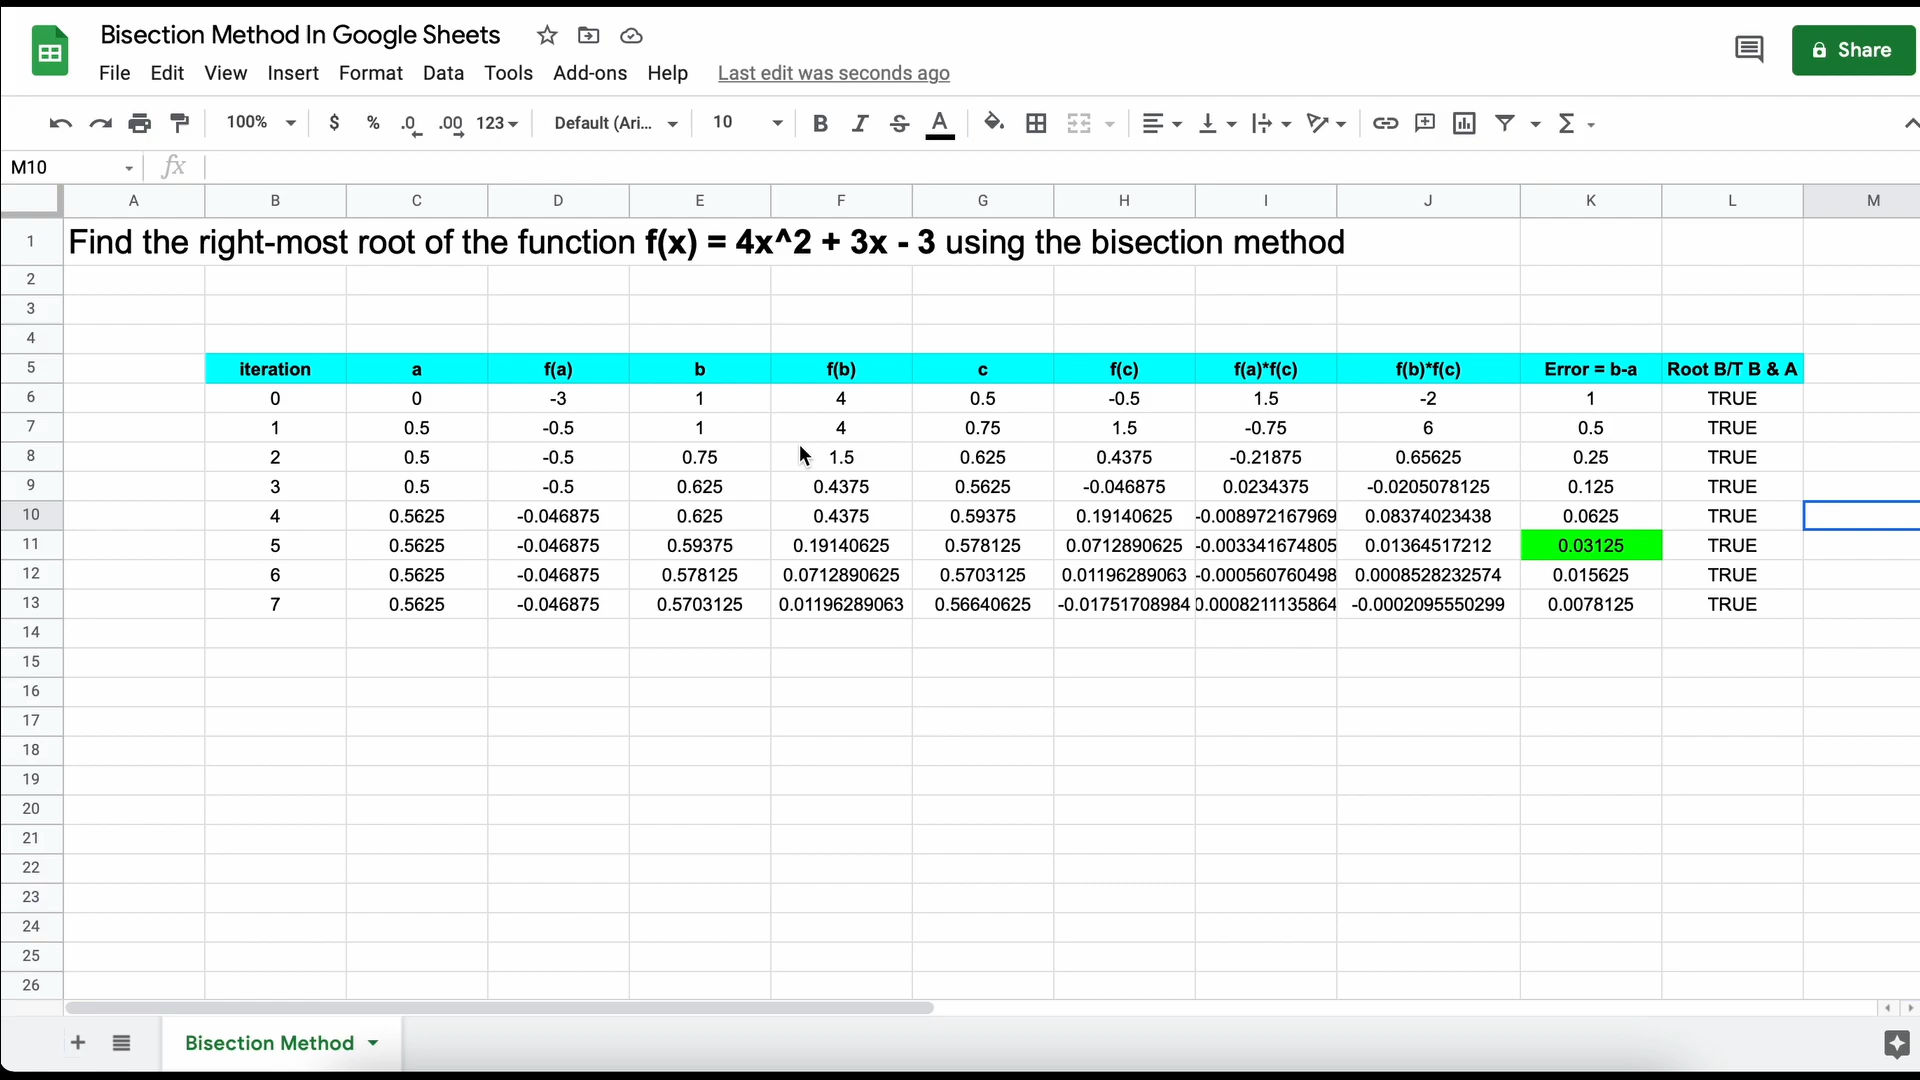 Bisection Method In Google Sheets
File Edit View Insert Format Data Tools Add-ons Help Last edit was seconds ago
Share
100% $ % .0 .00 123 Default (Ari... 10 B I S A Σ
M10 fx
A B C D E F G H I J K L M
1 Find the right-most root of the function f(x) = 4x^2 + 3x - 3 using the bisection method
2
3
4
5 iteration a f(a) b f(b) c f(c) f(a)*f(c) f(b)*f(c) Error = b-a Root B/T B & A
6 0 0 -3 1 4 0.5 -0.5 1.5 -2 1 TRUE
7 1 0.5 -0.5 1 4 0.75 1.5 -0.75 6 0.5 TRUE
8 2 0.5 -0.5 0.75 1.5 0.625 0.4375 -0.21875 0.65625 0.25 TRUE
9 3 0.5 -0.5 0.625 0.4375 0.5625 -0.046875 0.0234375 -0.0205078125 0.125 TRUE
10 4 0.5625 -0.046875 0.625 0.4375 0.59375 0.19140625 -0.008972167969 0.08374023438 0.0625 TRUE
11 5 0.5625 -0.046875 0.59375 0.19140625 0.578125 0.0712890625 -0.003341674805 0.01364517212 0.03125 TRUE
12 6 0.5625 -0.046875 0.578125 0.0712890625 0.5703125 0.01196289063 -0.000560760498 0.0008528232574 0.015625 TRUE
13 7 0.5625 -0.046875 0.5703125 0.01196289063 0.56640625 -0.01751708984 0.0008211135864 -0.0002095550299 0.0078125 TRUE
14
15
16
17
18
19
20
21
22
23
24
25
26
Bisection Method